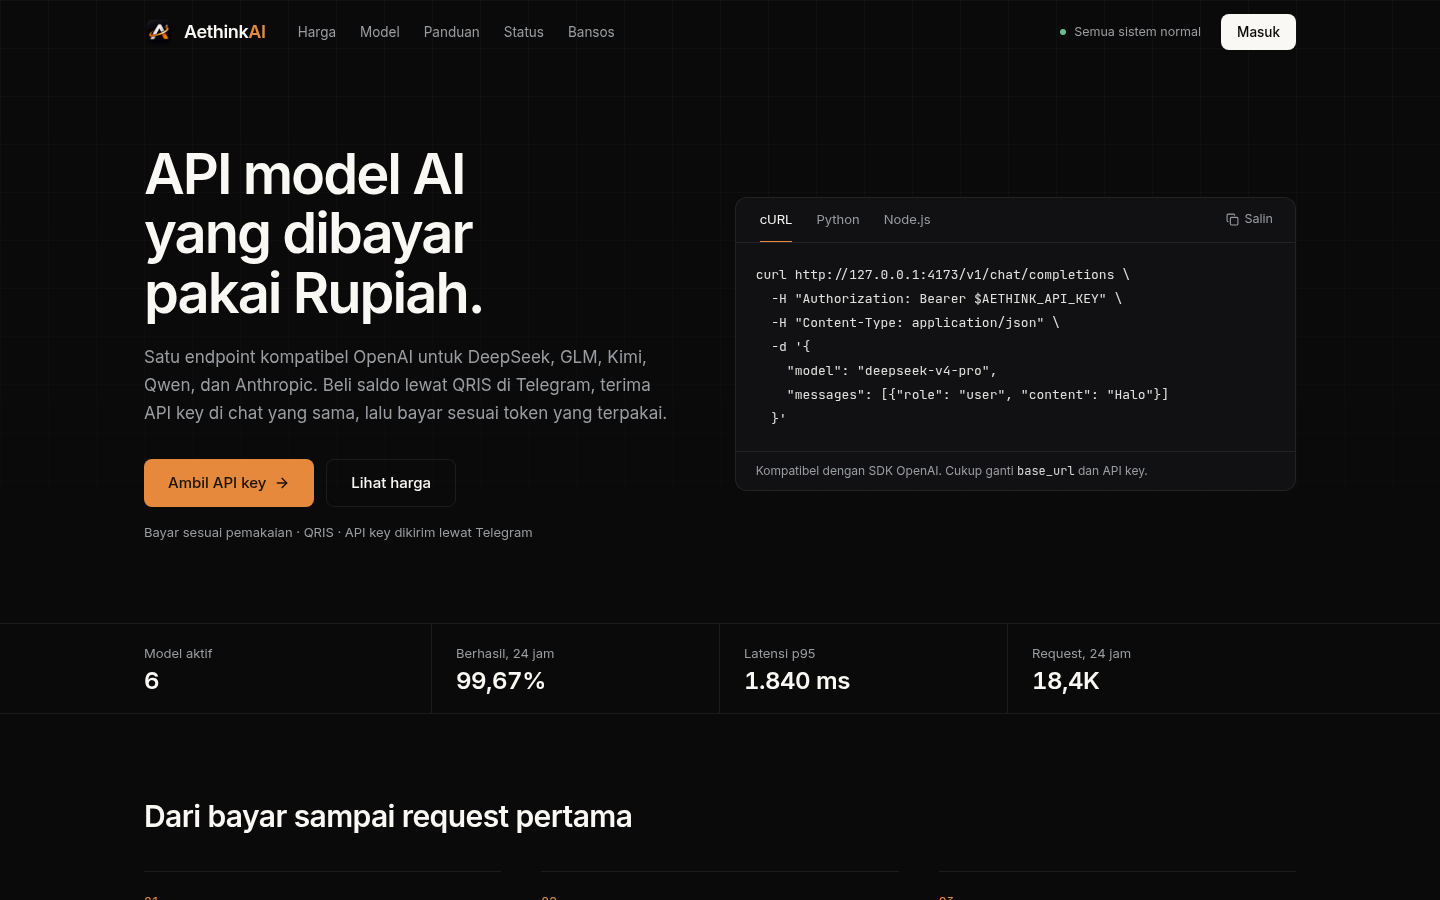 AethinkAI
Harga
Model
Panduan
Status
Bansos
Semua sistem normal
Masuk
API model AI
yang dibayar
pakai Rupiah.
Satu endpoint kompatibel OpenAI untuk DeepSeek, GLM, Kimi,
Qwen, dan Anthropic. Beli saldo lewat QRIS di Telegram, terima
API key di chat yang sama, lalu bayar sesuai token yang terpakai.
Ambil API key →
Lihat harga
Bayar sesuai pemakaian · QRIS · API key dikirim lewat Telegram
cURL
Python
Node.js
Salin
curl http://127.0.0.1:4173/v1/chat/completions \
  -H "Authorization: Bearer $AETHINK_API_KEY" \
  -H "Content-Type: application/json" \
  -d '{
    "model": "deepseek-v4-pro",
    "messages": [{"role": "user", "content": "Halo"}]
  }'
Kompatibel dengan SDK OpenAI. Cukup ganti base_url dan API key.
Model aktif
6
Berhasil, 24 jam
99,67%
Latensi p95
1.840 ms
Request, 24 jam
18,4K
Dari bayar sampai request pertama